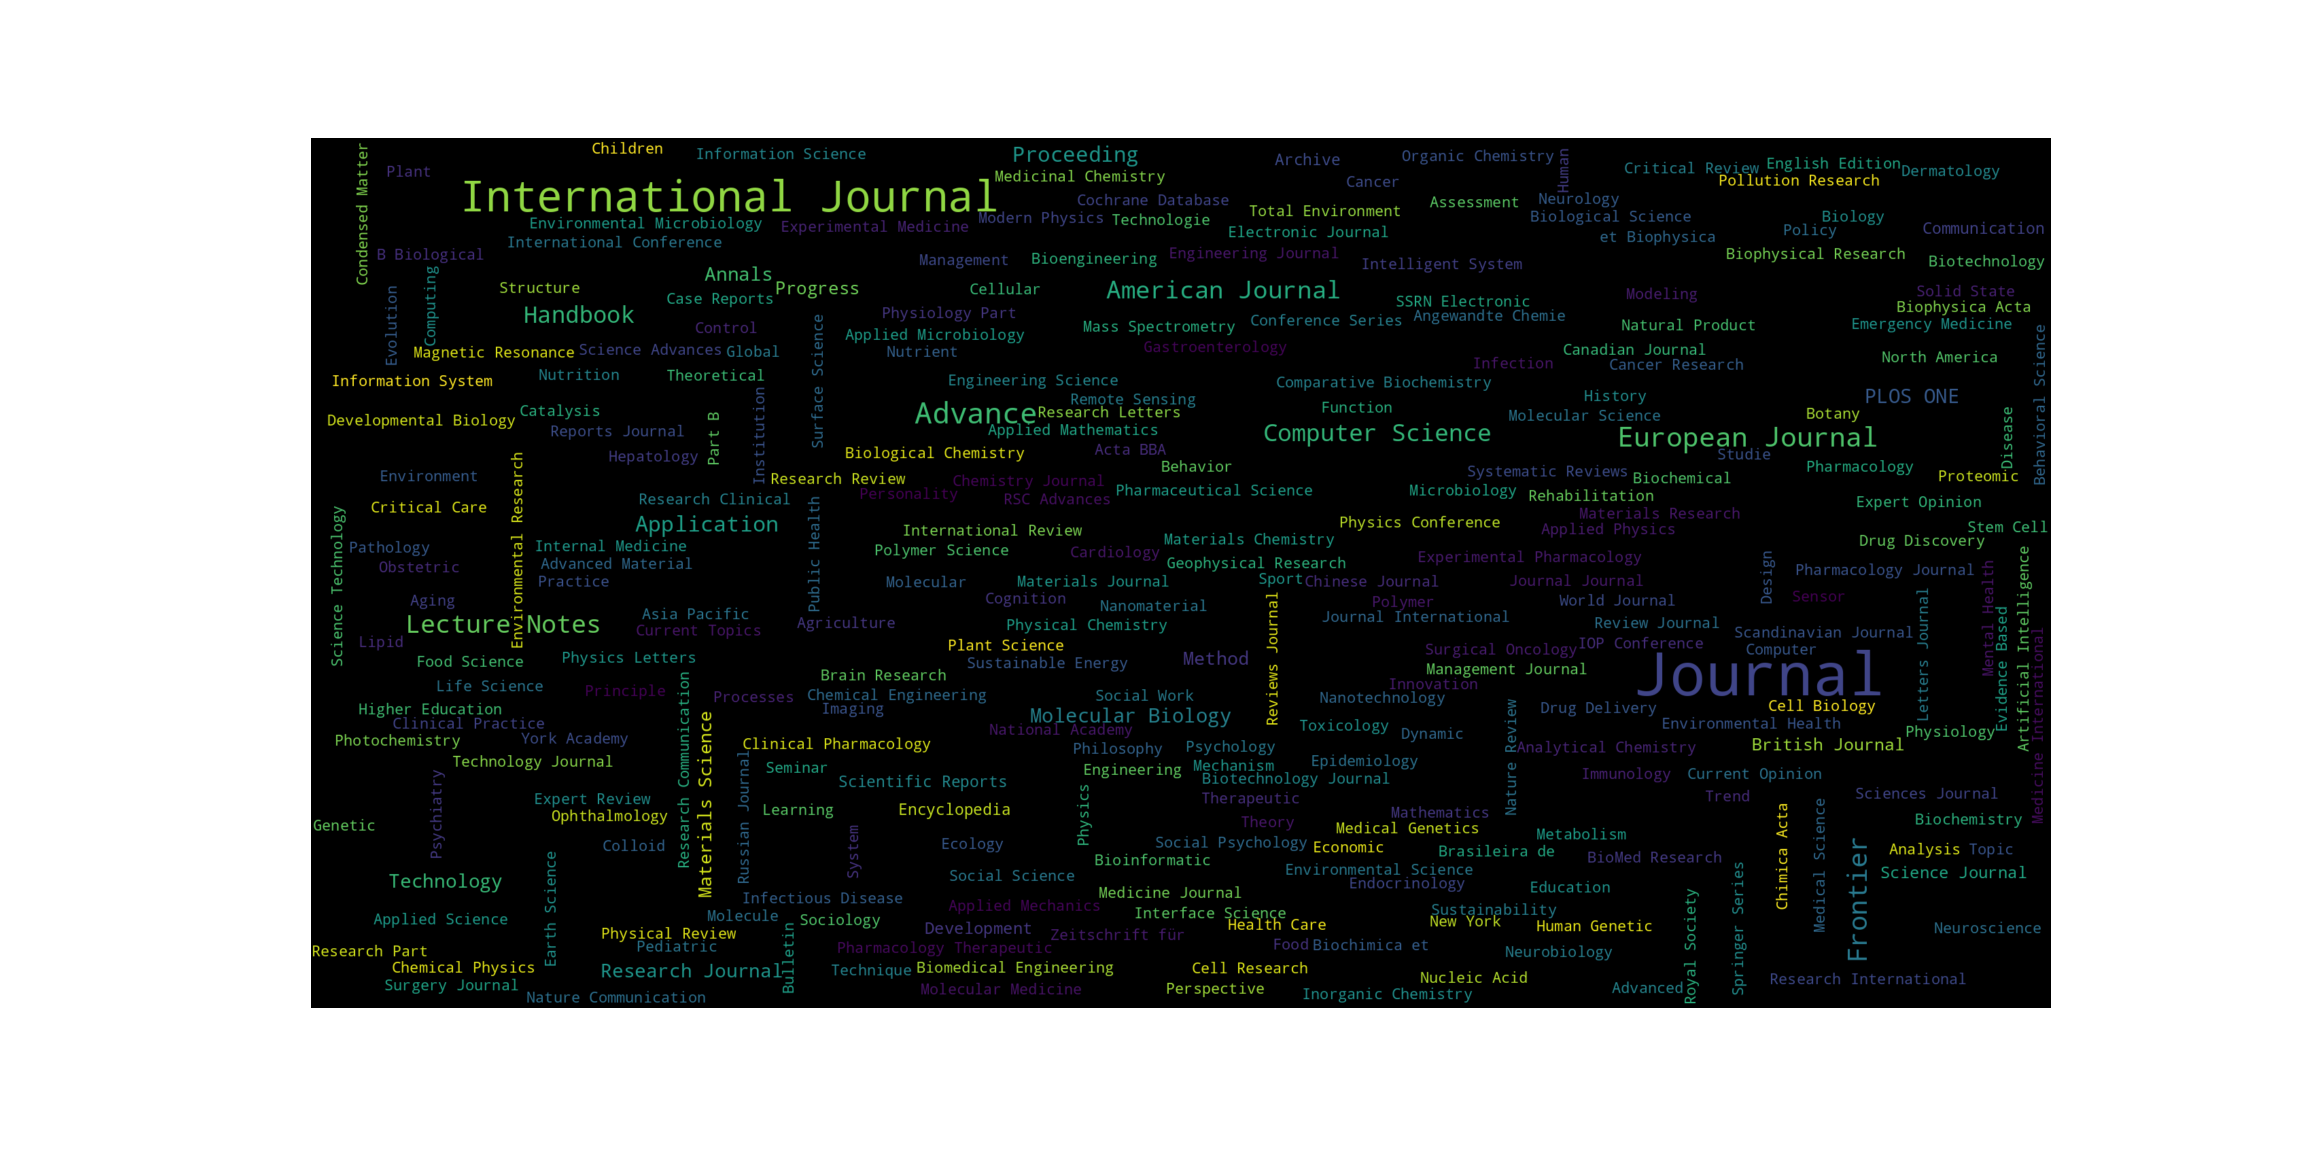 Children
Information Science
Proceeding
Archive
Organic Chemistry
Human
Critical Review
English Edition
Dermatology
Condensed Matter
Plant
International Journal
Medicinal Chemistry
Cancer
Pollution Research
Cochrane Database
Neurology
Environmental Microbiology
Experimental Medicine
Modern Physics
Technologie
Total Environment
Assessment
Biological Science
Biology
International Conference
Electronic Journal
et Biophysica
Policy
Communication
B Biological
Management
Bioengineering
Engineering Journal
Intelligent System
Biophysical Research
Biotechnology
Evolution
Computing
Structure
Annals
Case Reports
Progress
Cellular
American Journal
SSRN Electronic
Modeling
Solid State
Biophysica Acta
Handbook
Control
Surface Science
Physiology Part
Applied Microbiology
Mass Spectrometry
Conference Series
Angewandte Chemie
Natural Product
Emergency Medicine
Behavioral Science
Magnetic Resonance
Science Advances
Global
Nutrient
Gastroenterology
Infection
Canadian Journal
Cancer Research
North America
Information System
Nutrition
Theoretical
Engineering Science
Comparative Biochemistry
Remote Sensing
History
PLOS ONE
Developmental Biology
Catalysis
Part B
Institution
Advance
Research Letters
Function
Molecular Science
Botany
Disease
Reports Journal
Applied Mathematics
Computer Science
European Journal
Hepatology
Biological Chemistry
Acta BBA
Studie
Environment
Environmental Research
Research Review
Behavior
Systematic Reviews
Biochemical
Pharmacology
Proteomic
Chemistry Journal
Personality
RSC Advances
Pharmaceutical Science
Microbiology
Rehabilitation
Critical Care
Research Clinical
Public Health
Expert Opinion
Science Technology
Application
International Review
Physics Conference
Materials Research
Applied Physics
Stem Cell
Pathology
Internal Medicine
Polymer Science
Cardiology
Materials Chemistry
Drug Discovery
Obstetric
Advanced Material
Geophysical Research
Experimental Pharmacology
Practice
Molecular
Materials Journal
Sport
Chinese Journal
Journal Journal
Design
Pharmacology Journal
Mental Health
Artificial Intelligence
Aging
Asia Pacific
Cognition
Nanomaterial
Reviews Journal
Polymer
World Journal
Sensor
Letters Journal
Evidence Based
Lecture Notes
Current Topics
Agriculture
Physical Chemistry
Journal International
Review Journal
Scandinavian Journal
Medicine International
Lipid
Plant Science
Surgical Oncology
IOP Conference
Computer
Food Science
Physics Letters
Sustainable Energy
Method
Management Journal
Journal
Brain Research
Life Science
Principle
Research Communication
Processes
Chemical Engineering
Social Work
Innovation
Nanotechnology
Higher Education
Imaging
Molecular Biology
Nature Review
Drug Delivery
Cell Biology
Clinical Practice
Materials Science
National Academy
Toxicology
Dynamic
Environmental Health
Physiology
Photochemistry
York Academy
Clinical Pharmacology
Philosophy
Psychology
Analytical Chemistry
British Journal
Technology Journal
Russian Journal
Seminar
Engineering
Mechanism
Epidemiology
Psychiatry
Scientific Reports
Biotechnology Journal
Immunology
Current Opinion
Expert Review
Physics
Therapeutic
Trend
Sciences Journal
Ophthalmology
Learning
Encyclopedia
Mathematics
Chimica Acta
Medical Science
Genetic
System
Theory
Medical Genetics
Metabolism
Biochemistry
Colloid
Ecology
Social Psychology
Economic
Brasileira de
BioMed Research
Frontier
Analysis
Topic
Earth Science
Bioinformatic
Environmental Science
Springer Series
Technology
Social Science
Endocrinology
Education
Royal Society
Science Journal
Infectious Disease
Medicine Journal
Applied Science
Molecule
Sociology
Applied Mechanics
Interface Science
Sustainability
Physical Review
Bulletin
Development
Zeitschrift für
Health Care
New York
Human Genetic
Neuroscience
Research Part
Pediatric
Pharmacology Therapeutic
Food
Biochimica et
Neurobiology
Chemical Physics
Research Journal
Technique
Biomedical Engineering
Cell Research
Nucleic Acid
Research International
Surgery Journal
Molecular Medicine
Perspective
Advanced
Nature Communication
Inorganic Chemistry